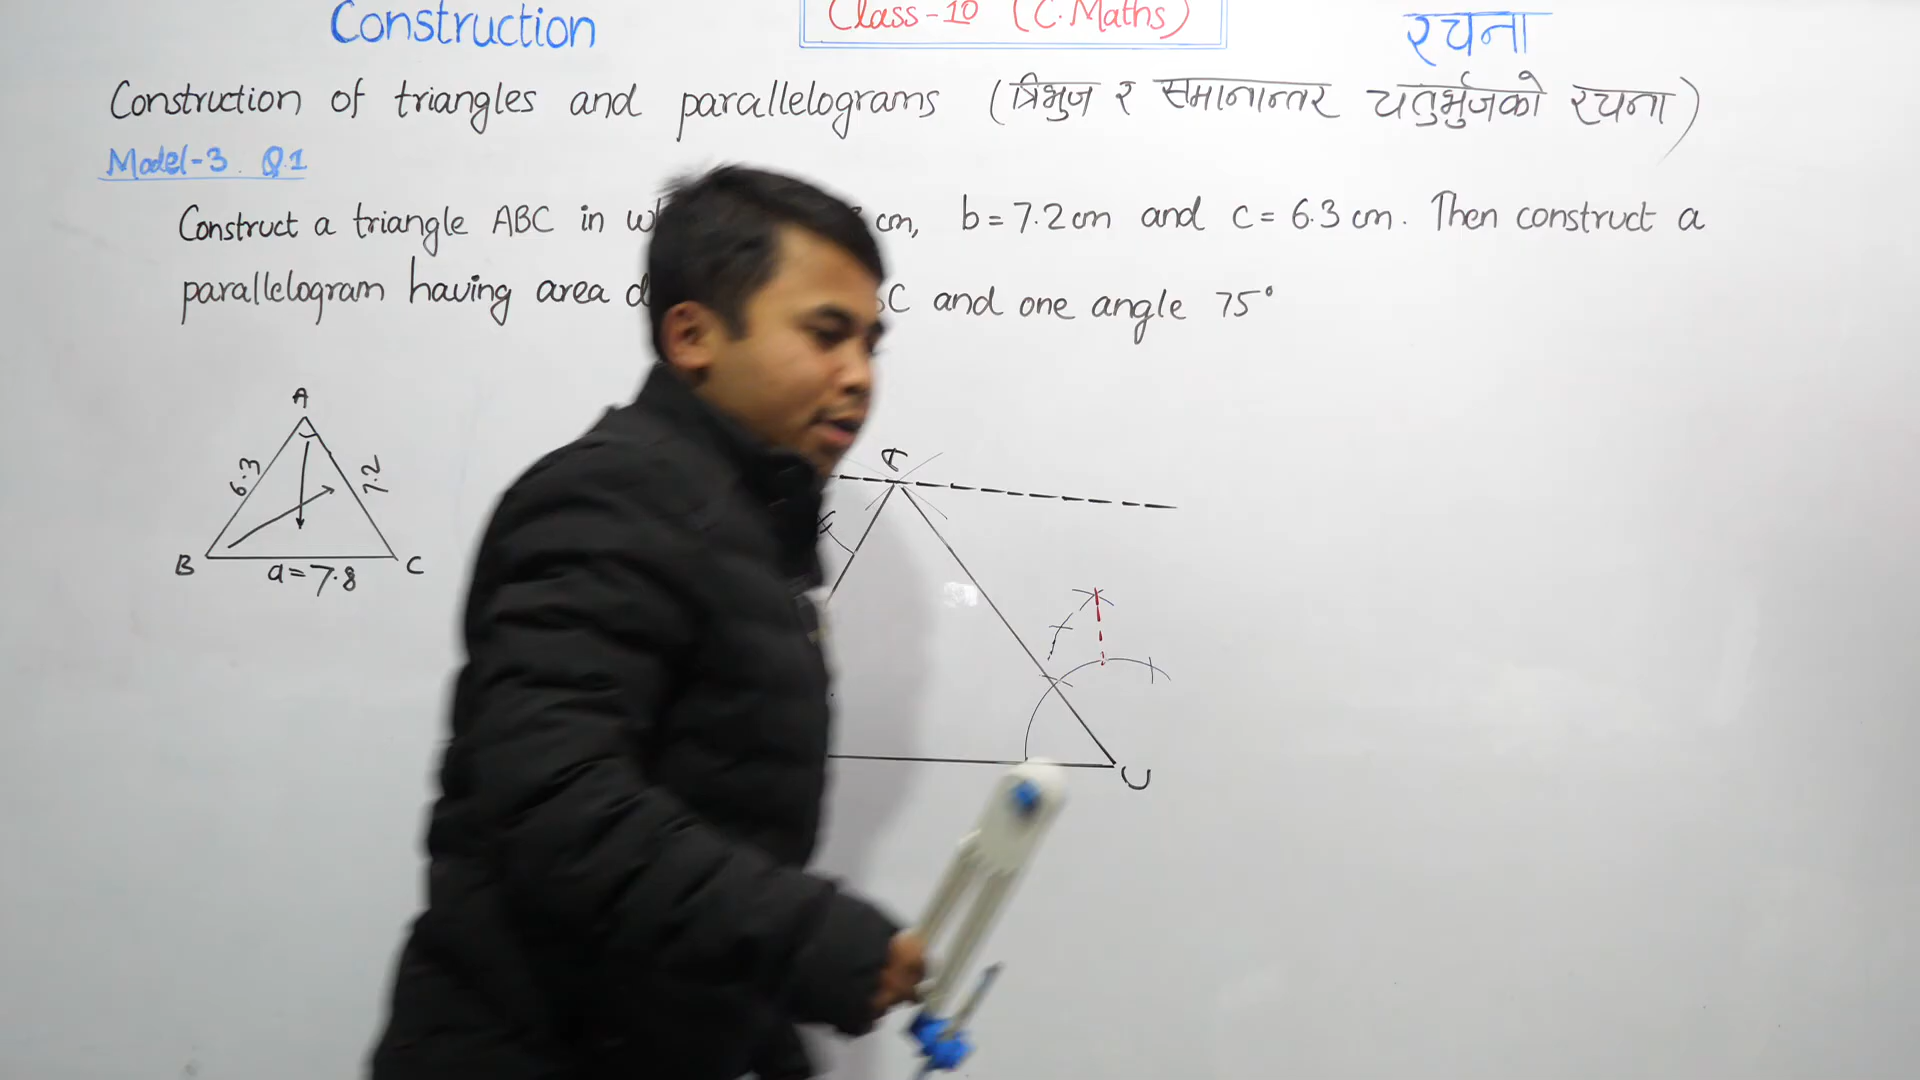 Construction
Class-10 (C. Maths)
रचना
Construction of triangles and parallelograms (त्रिभुज र समानान्तर चतुर्भुजको रचना)
Model-3. Q.1
Construct a triangle ABC in cm, b = 7.2 cm and c = 6.3 cm. Then construct a
parallelogram having area C and one angle 75°
A
6.3
7.2
B
a = 7.8
C
A
C